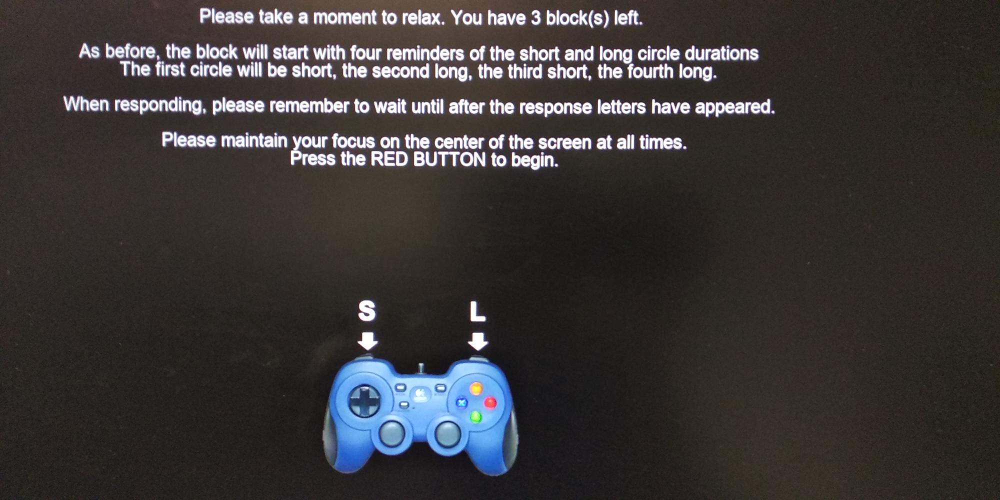 Please take a moment to relax. You have 3 block(s) left.
As before, the block will start with four reminders of the short and long circle durations
The first circle will be short, the second long, the third short, the fourth long.
When responding, please remember to wait until after the response letters have appeared.
Please maintain your focus on the center of the screen at all times.
Press the RED BUTTON to begin.
S L
X